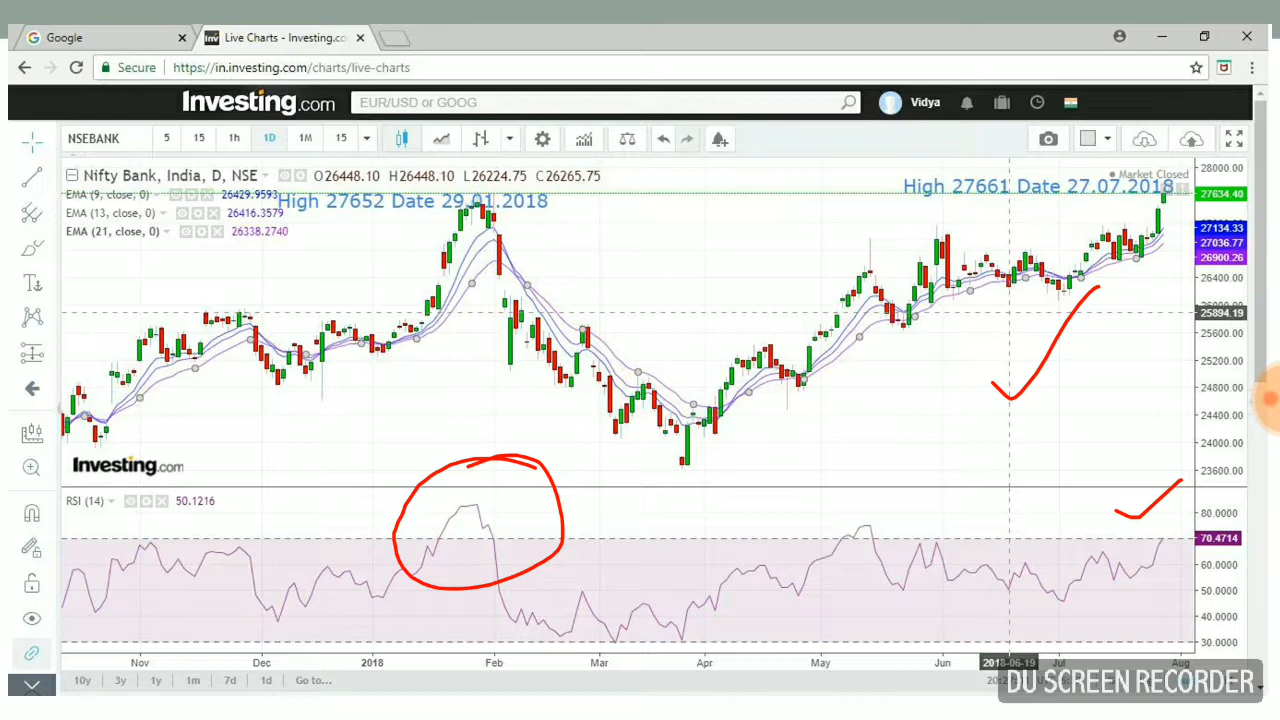 Google
Inv Live Charts - Investing.co
Secure https://in.investing.com/charts/live-charts
Investing.com EUR/USD or GOOG Vidya
NSEBANK 5 15 1h 1D 1M 15
Nifty Bank, India, D, NSE O26448.10 H26448.10 L26224.75 C26265.75
Market Closed
EMA (9, close, 0) 26429.9593
High 27652 Date 29.01.2018
High 27661 Date 27.07.2018
EMA (13, close, 0) 26416.3579
EMA (21, close, 0) 26338.2740
28000.00
27634.40
27134.33
27036.77
26900.26
26400.00
25894.19
25600.00
25200.00
24800.00
24400.00
24000.00
23600.00
Investing.com
RSI (14) 50.1216
80.0000
70.4714
60.0000
50.0000
40.0000
30.0000
Nov Dec 2018 Feb Mar Apr May Jun 2018-06-19 Jul Aug
10y 3y 1y 1m 7d 1d Go to...
DU SCREEN RECORDER